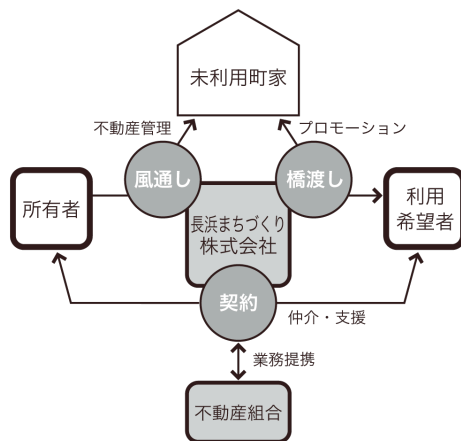 未利用町家
不動産管理
プロモーション
風通し
橋渡し
所有者
長浜まちづくり
株式会社
利用
希望者
契約
仲介・支援
業務提携
不動産組合